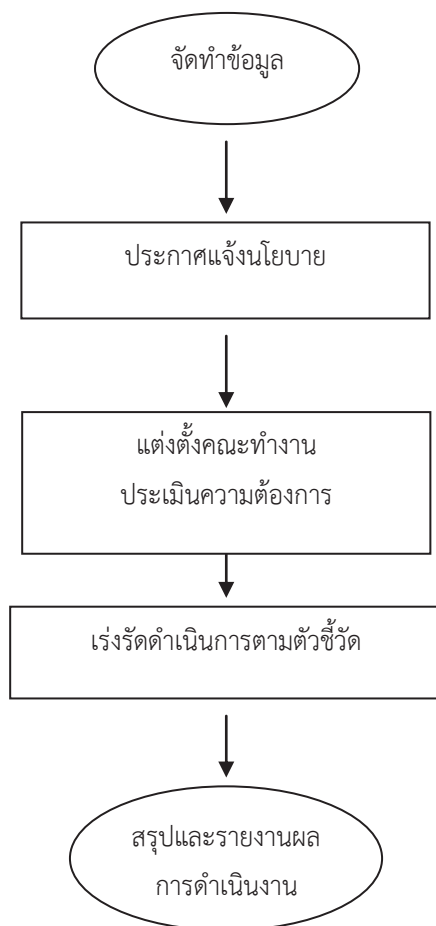 จัดทำข้อมูล
ประกาศแจ้งนโยบาย
แต่งตั้งคณะทำงาน
ประเมินความต้องการ
เร่งรัดดำเนินการตามตัวชี้วัด
สรุปและรายงานผล
การดำเนินงาน